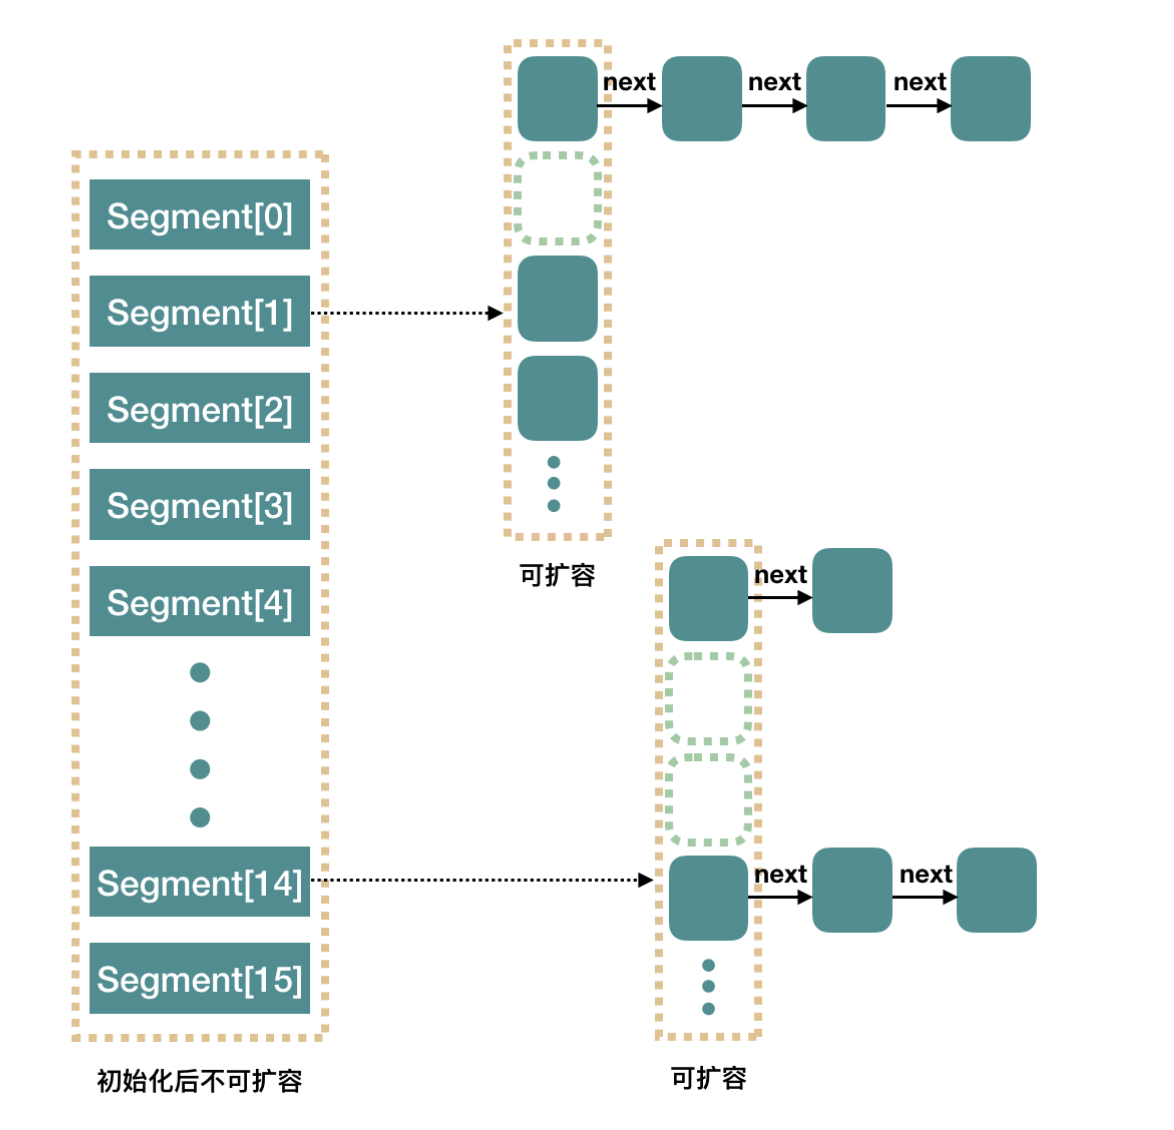 next next next
Segment[0]
Segment[1]
Segment[2]
Segment[3]
Segment[4]
可扩容
next
Segment[14]
next next
Segment[15]
初始化后不可扩容
可扩容